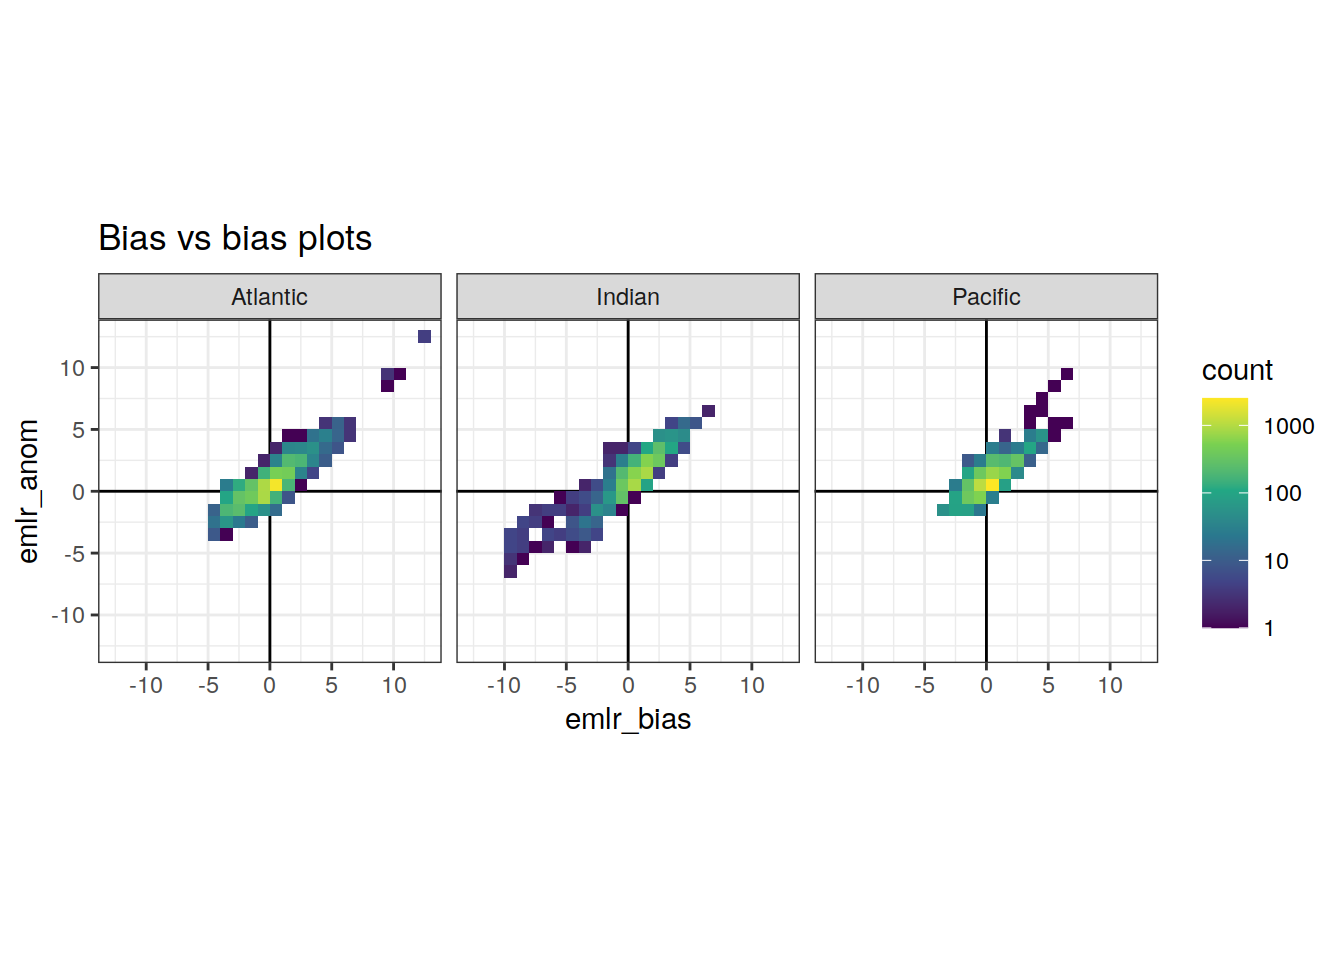 Bias vs bias plots
Atlantic Indian Pacific
10
5
0
-5
-10
emlr_anom
-10 -5 0 5 10 -10 -5 0 5 10 -10 -5 0 5 10
emlr_bias
count
1000
100
10
1